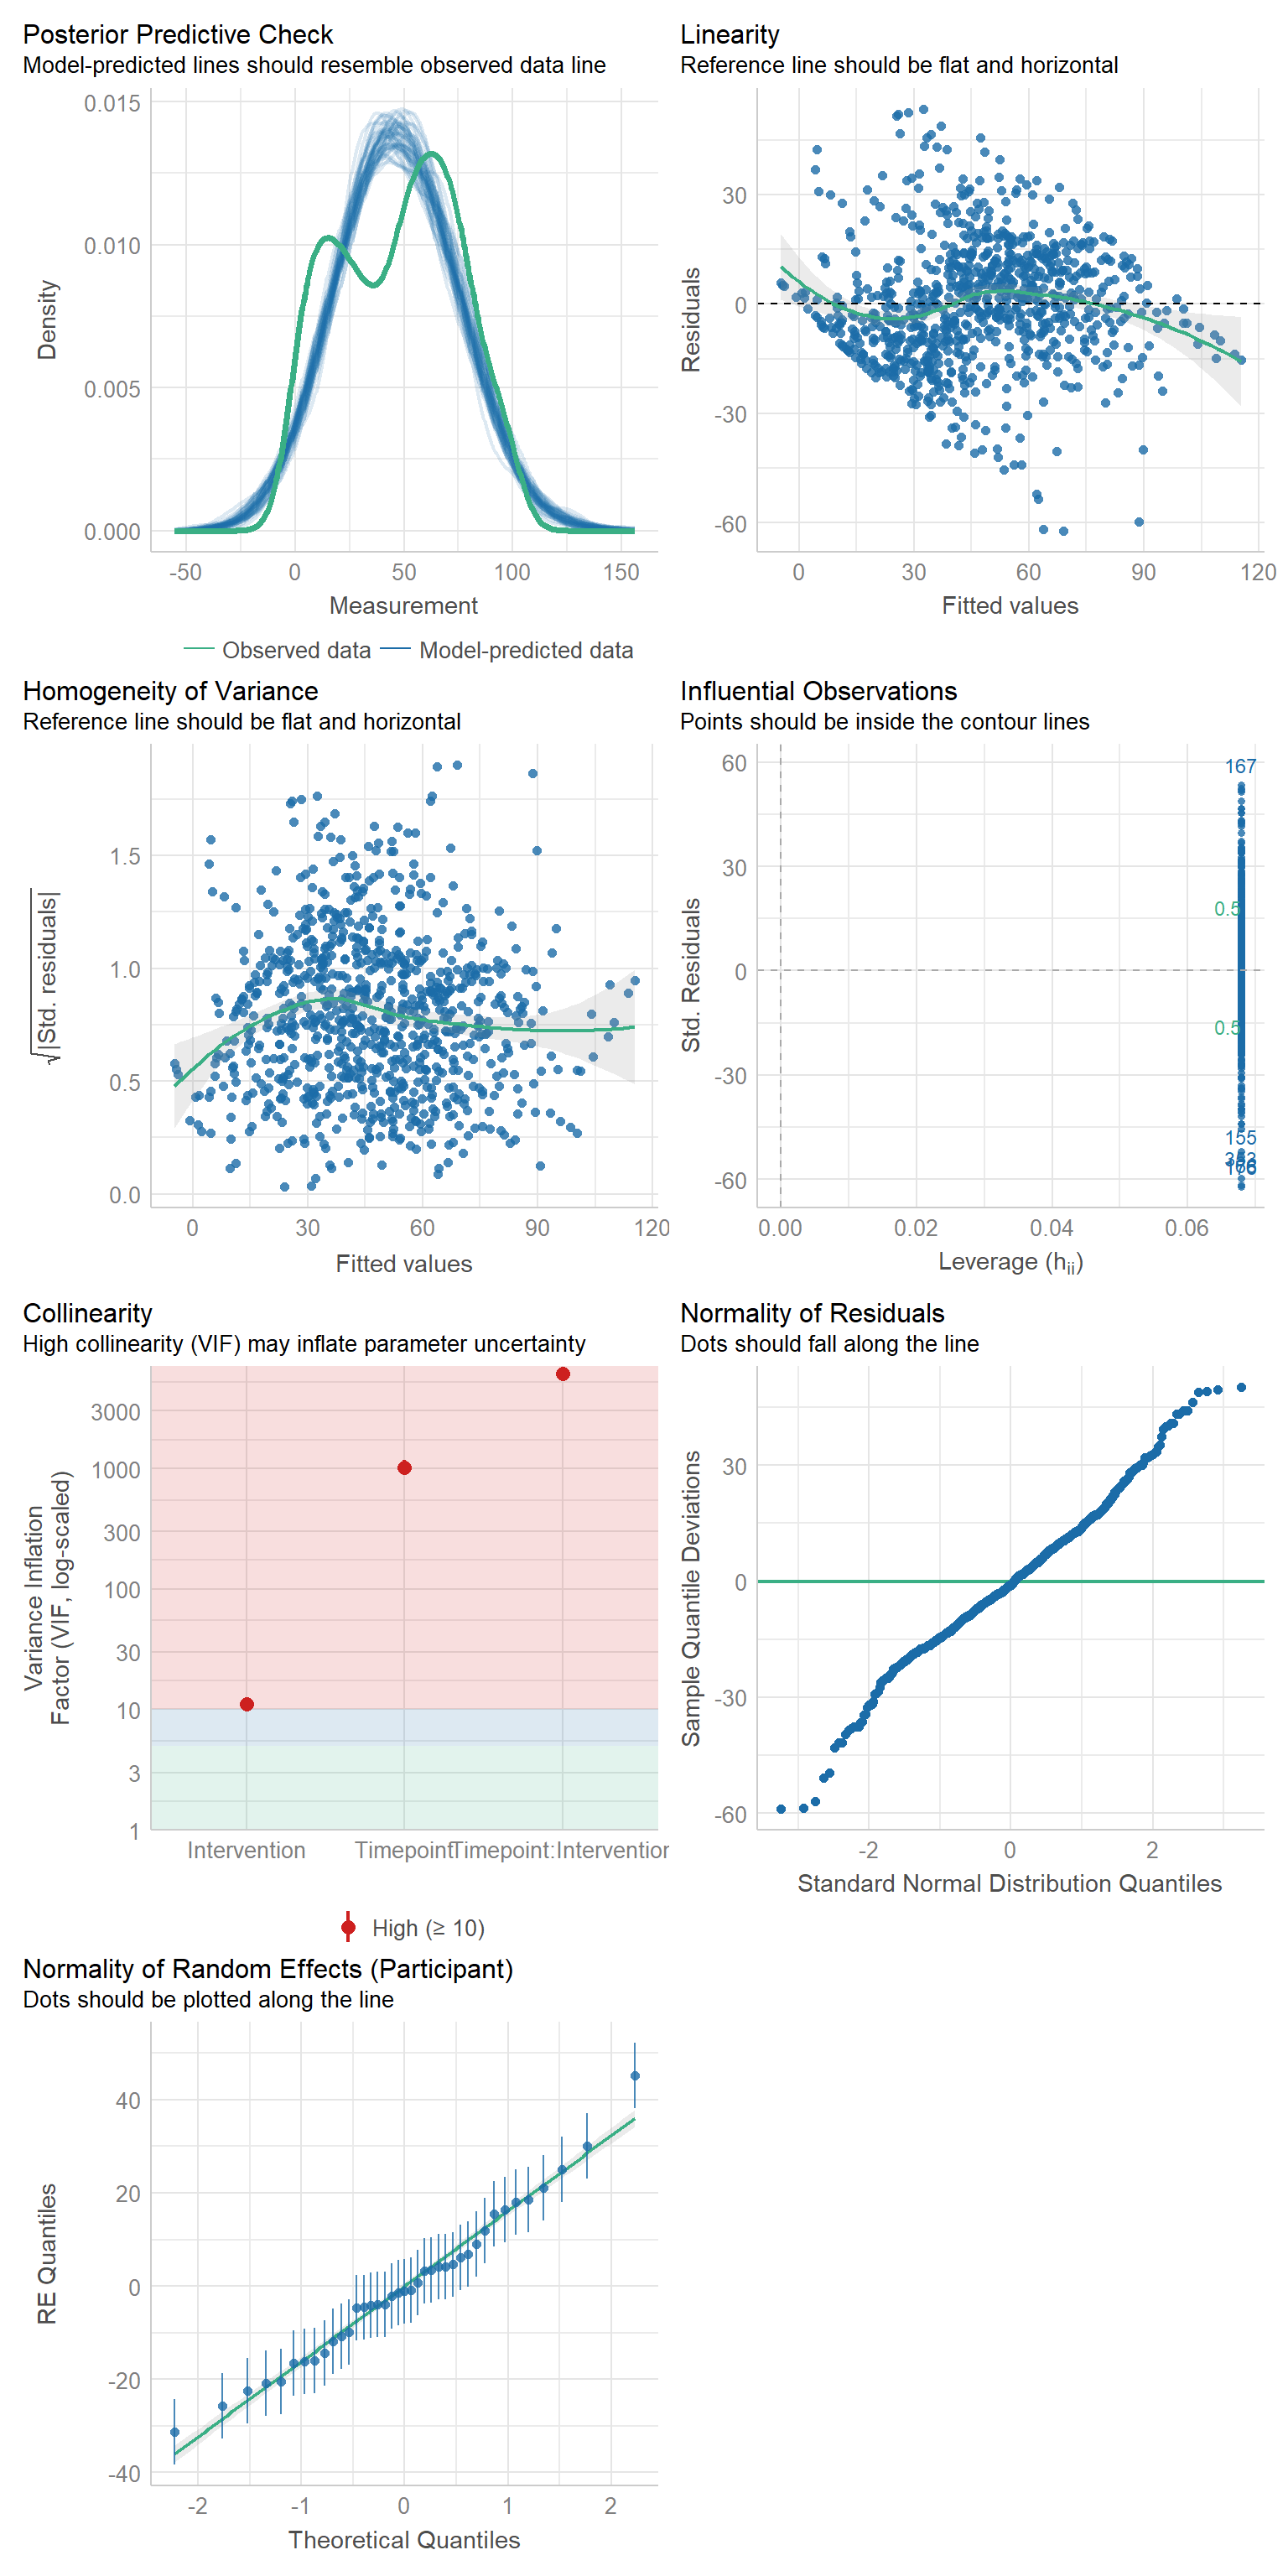 Posterior Predictive Check
Model-predicted lines should resemble observed data line
0.015
0.010
0.005
0.000
Density
-50 0 50 100 150
Measurement
Observed data Model-predicted data
Linearity
Reference line should be flat and horizontal
30
0
-30
-60
Residuals
0 30 60 90 120
Fitted values
Homogeneity of Variance
Reference line should be flat and horizontal
1.5
1.0
0.5
0.0
√|Std. residuals|
0 30 60 90 120
Fitted values
Influential Observations
Points should be inside the contour lines
60
30
0
-30
-60
Std. Residuals
167
0.5
0.5
155
0.00 0.02 0.04 0.06
Leverage (hii)
Collinearity
High collinearity (VIF) may inflate parameter uncertainty
3000
1000
300
100
30
10
3
1
Variance Inflation
Factor (VIF, log-scaled)
Intervention Timepoint Timepoint:Intervention
High (≥ 10)
Normality of Residuals
Dots should fall along the line
30
0
-30
-60
Sample Quantile Deviations
-2 0 2
Standard Normal Distribution Quantiles
Normality of Random Effects (Participant)
Dots should be plotted along the line
40
20
0
-20
-40
RE Quantiles
-2 -1 0 1 2
Theoretical Quantiles